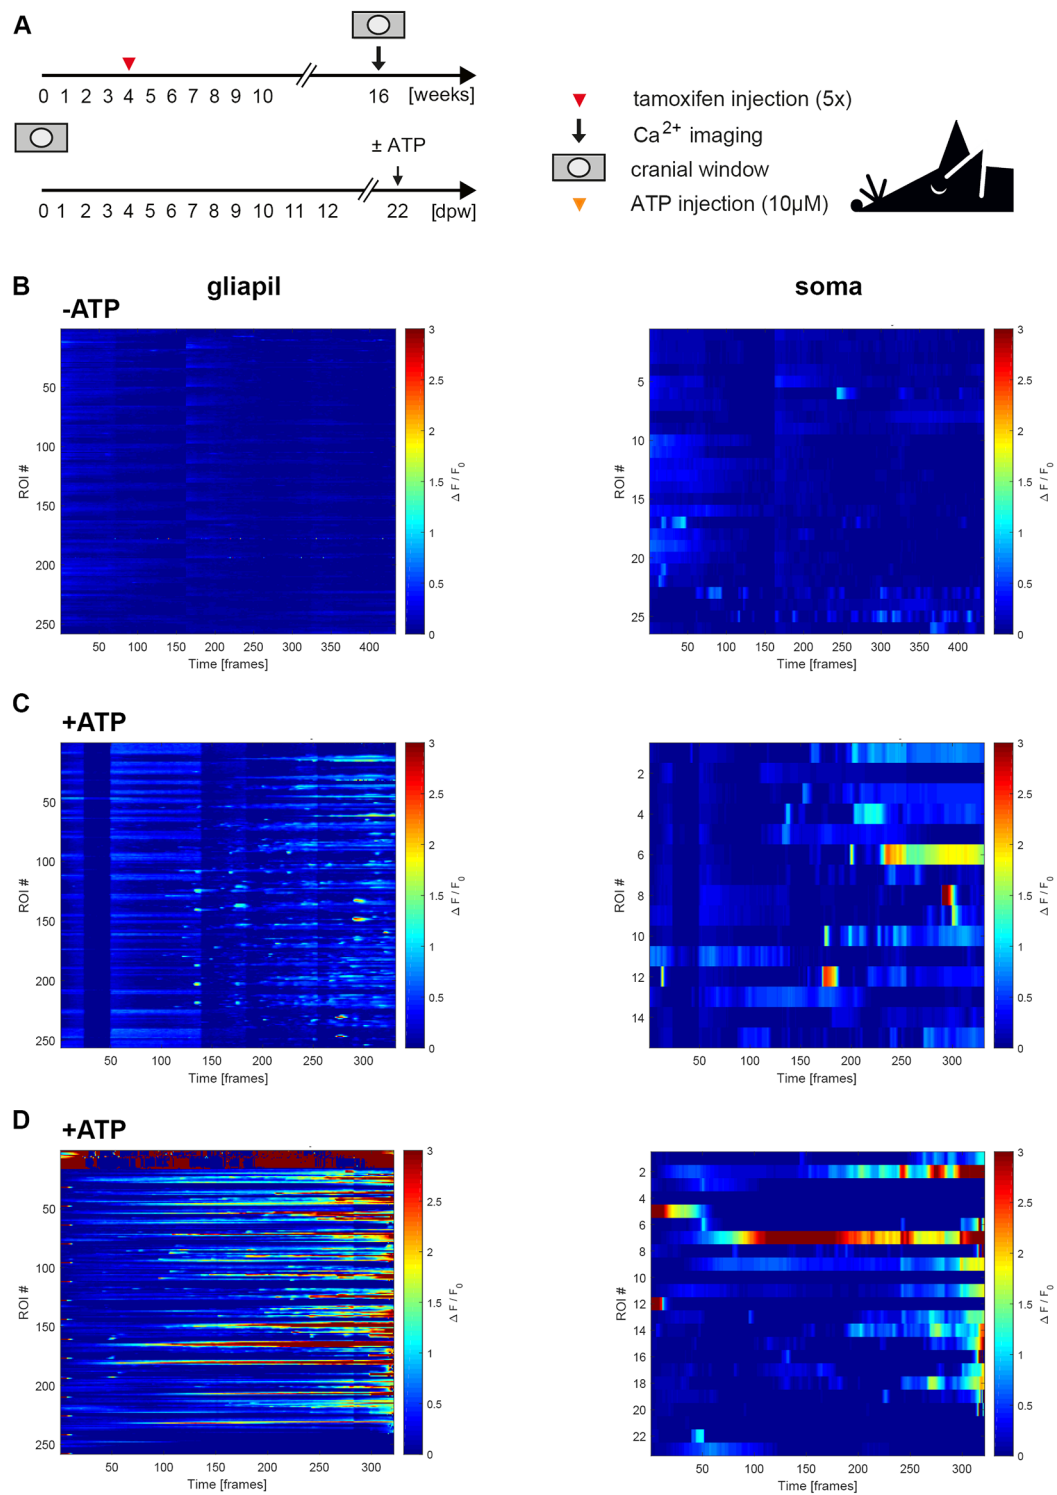 A
0 1 2 3 4 5 6 7 8 9 10 16 [weeks]
± ATP
0 1 2 3 4 5 6 7 8 9 10 11 12 22 [dpw]
tamoxifen injection (5x)
Ca2+ imaging
cranial window
ATP injection (10µM)
B
gliapil
soma
-ATP
ROI #
50
100
150
200
250
50 100 150 200 250 300 350 400
Time [frames]
3
2.5
2
1.5
1
0.5
0
Δ F / F0
ROI #
5
10
15
20
25
50 100 150 200 250 300 350 400
Time [frames]
3
2.5
2
1.5
1
0.5
0
Δ F / F0
C
+ATP
ROI #
50
100
150
200
250
50 100 150 200 250 300
Time [frames]
3
2.5
2
1.5
1
0.5
0
Δ F / F0
ROI #
2
4
6
8
10
12
14
50 100 150 200 250 300
Time [frames]
3
2.5
2
1.5
1
0.5
0
Δ F / F0
D
+ATP
ROI #
50
100
150
200
250
50 100 150 200 250 300
Time [frames]
3
2.5
2
1.5
1
0.5
0
Δ F / F0
ROI #
2
4
6
8
10
12
14
16
18
20
22
50 100 150 200 250 300
Time [frames]
3
2.5
2
1.5
1
0.5
0
Δ F / F0